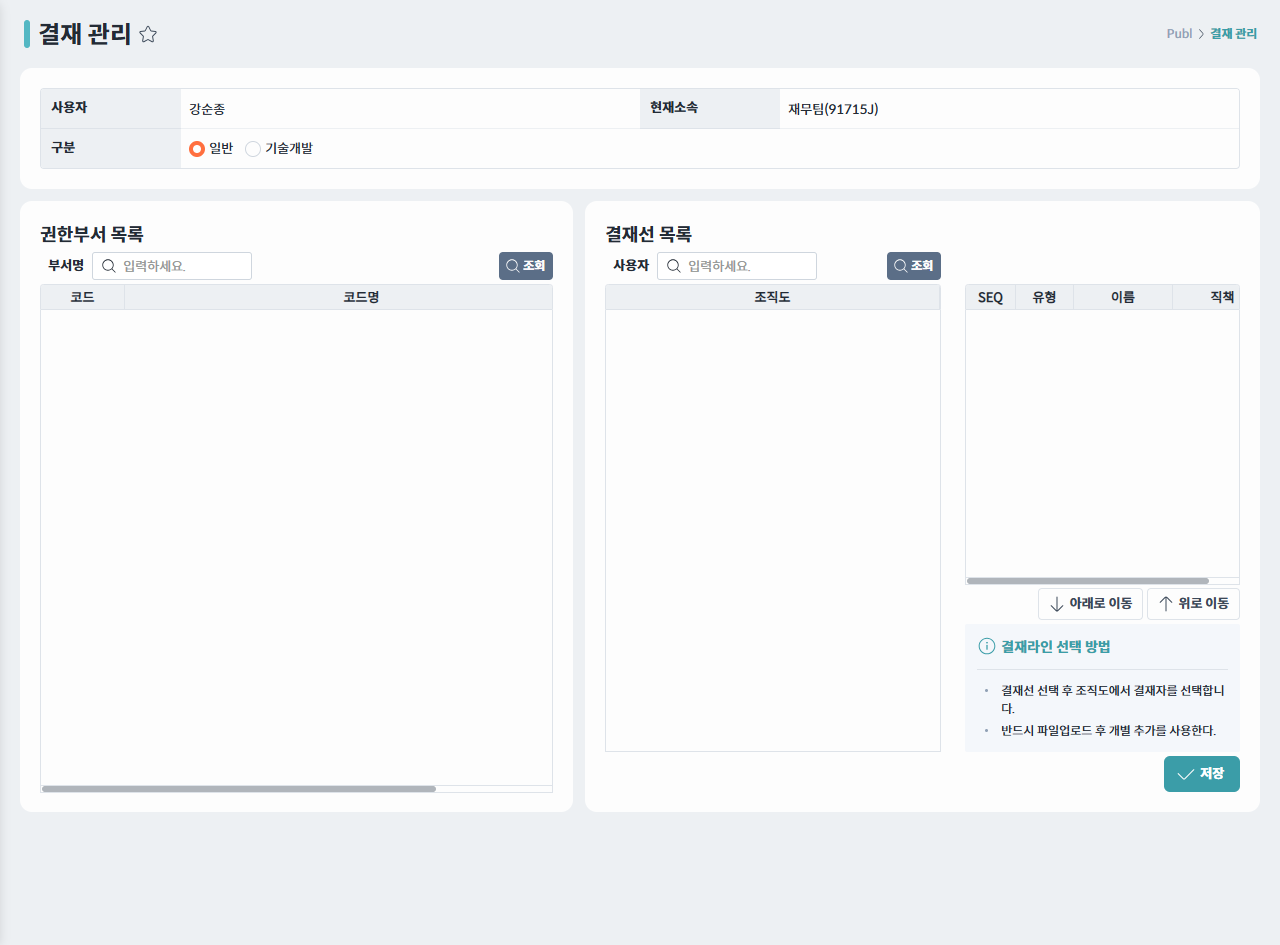 결재 관리
Publ > 결재 관리
사용자 강순종 현재소속 재무팀(91715J)
구분 일반 기술개발
권한부서 목록
부서명 입력하세요. 조회
코드 코드명
결재선 목록
사용자 입력하세요. 조회
조직도
SEQ 유형 이름 직책
아래로 이동 위로 이동
결재라인 선택 방법
• 결재선 선택 후 조직도에서 결재자를 선택합니
다.
• 반드시 파일업로드 후 개별 추가를 사용한다.
저장